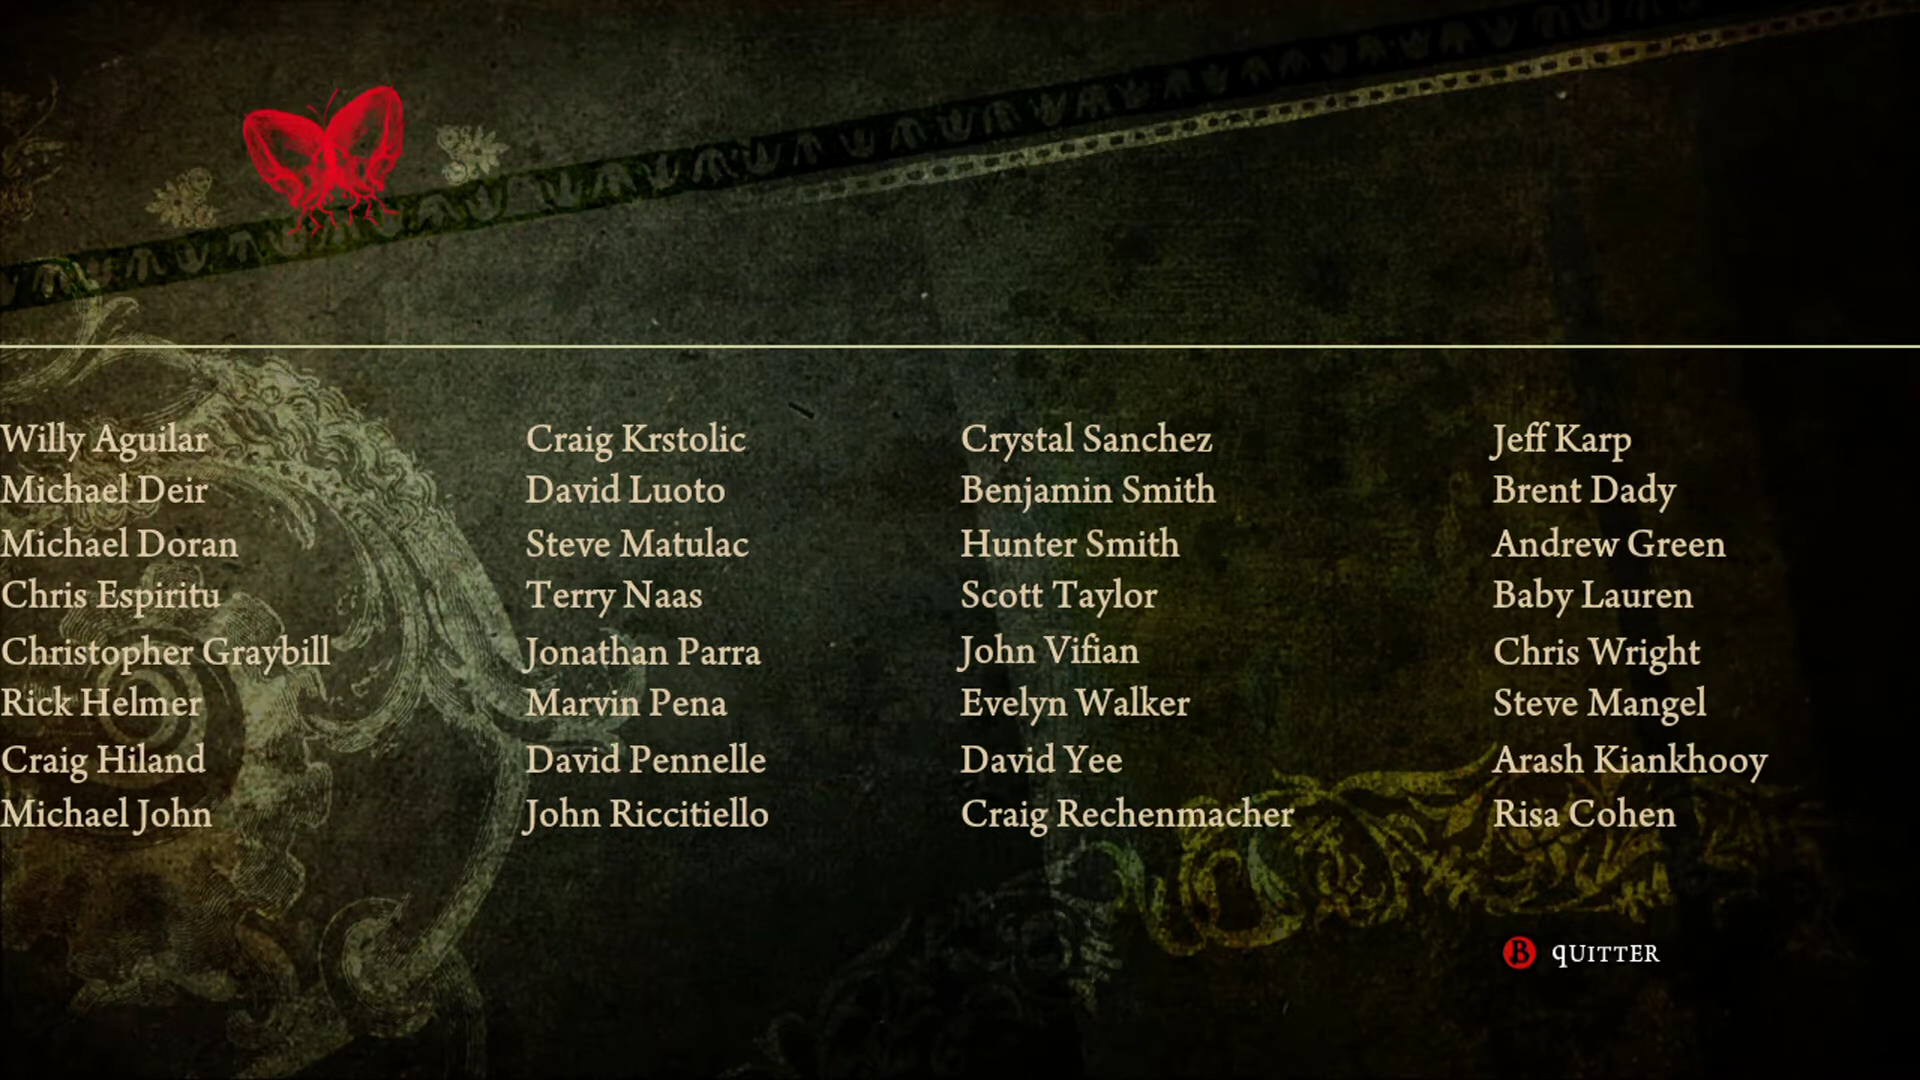 Willy Aguilar
Michael Deir
Michael Doran
Chris Espiritu
Christopher Graybill
Rick Helmer
Craig Hiland
Michael John
Craig Krstolic
David Luoto
Steve Matulac
Terry Naas
Jonathan Parra
Marvin Pena
David Pennelle
John Riccitiello
Crystal Sanchez
Benjamin Smith
Hunter Smith
Scott Taylor
John Vifian
Evelyn Walker
David Yee
Craig Rechenmacher
Jeff Karp
Brent Dady
Andrew Green
Baby Lauren
Chris Wright
Steve Mangel
Arash Kiankhooy
Risa Cohen
B QUITTER